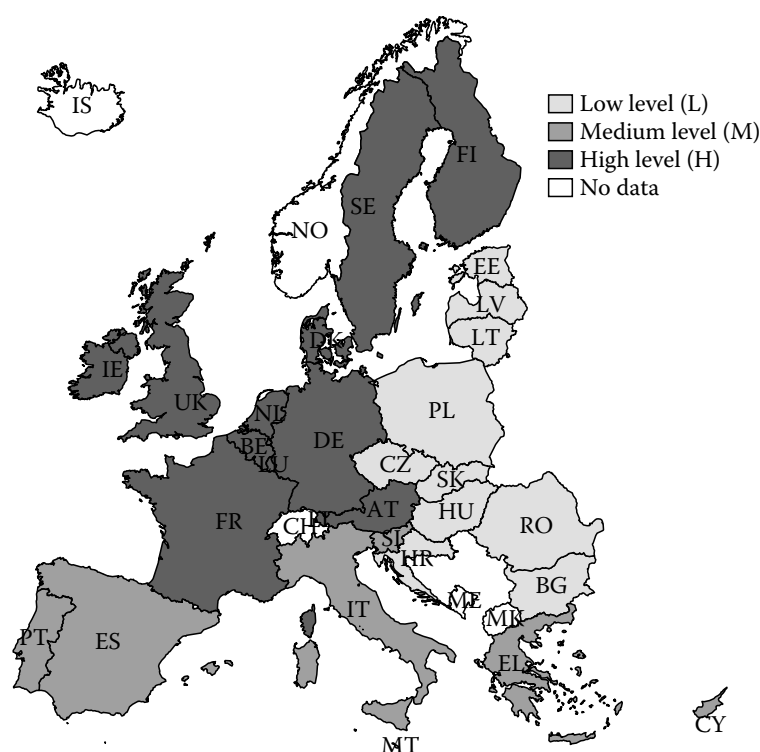 IS
Low level (L)
Medium level (M)
High level (H)
No data
FI
SE
NO
EE
LV
LT
DK
IE
UK
NL
PL
DE
BE
LU
CZ
SK
AT
HU
FR
CH
RO
SI
HR
BG
ME
IT
MK
PT
ES
EL
CY
MT